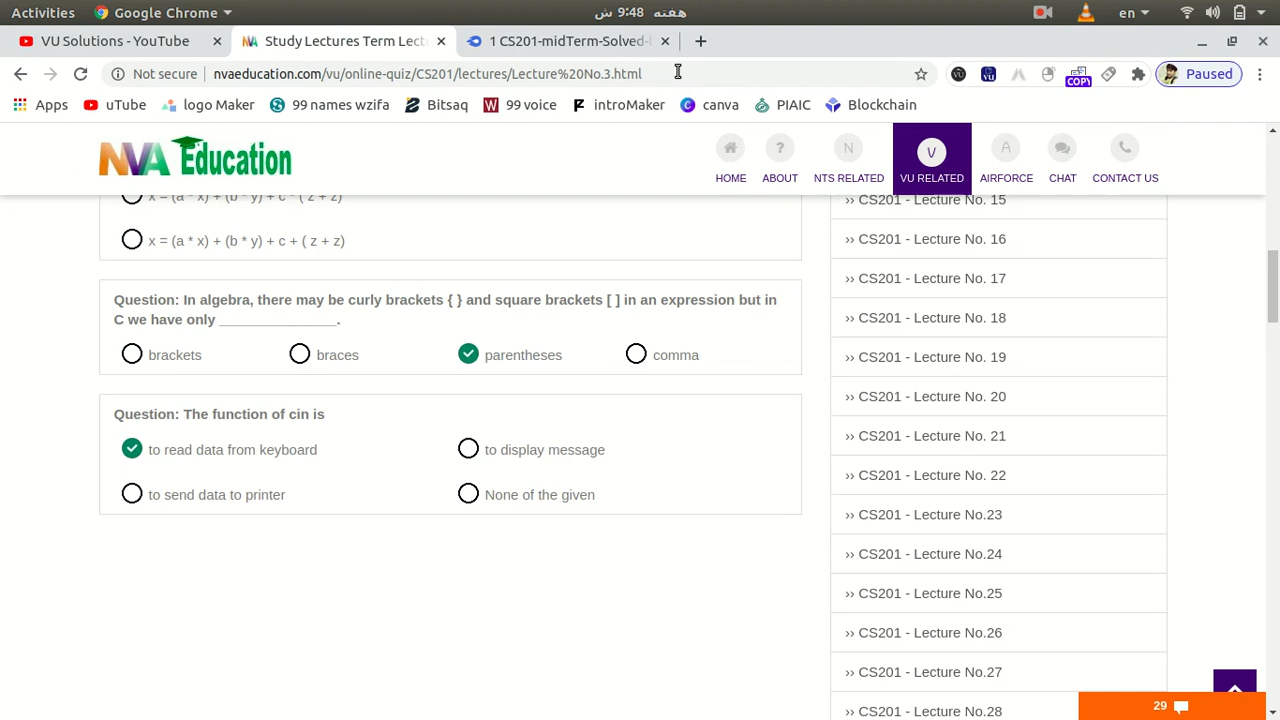 Activities Google Chrome هفته 9:48 ش en
VU Solutions - YouTube
Study Lectures Term Lect
1 CS201-midTerm-Solved-
Not secure nvaeducation.com/vu/online-quiz/CS201/lectures/Lecture%20No.3.html
COPY
Paused
Apps uTube logo Maker 99 names wzifa Bitsaq 99 voice introMaker canva PIAIC Blockchain
NVA Education
HOME ABOUT NTS RELATED VU RELATED AIRFORCE CHAT CONTACT US
x = (a * x) + (b * y) + c * ( z + z)
x = (a * x) + (b * y) + c + ( z + z)
Question: In algebra, there may be curly brackets { } and square brackets [ ] in an expression but in
C we have only ______________.
brackets braces parentheses comma
Question: The function of cin is
to read data from keyboard to display message
to send data to printer None of the given
›› CS201 - Lecture No. 15
›› CS201 - Lecture No. 16
›› CS201 - Lecture No. 17
›› CS201 - Lecture No. 18
›› CS201 - Lecture No. 19
›› CS201 - Lecture No. 20
›› CS201 - Lecture No. 21
›› CS201 - Lecture No. 22
›› CS201 - Lecture No.23
›› CS201 - Lecture No.24
›› CS201 - Lecture No.25
›› CS201 - Lecture No.26
›› CS201 - Lecture No.27
›› CS201 - Lecture No.28
29